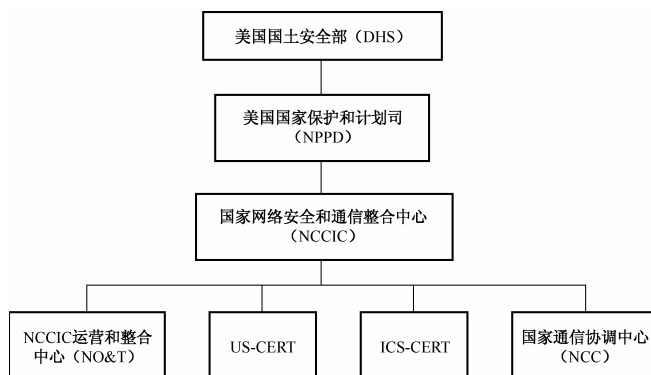 美国国土安全部（DHS）
美国国家保护和计划司
（NPPD）
国家网络安全和通信整合中心
（NCCIC）
NCCIC运营和整合
中心（NO&T）
US-CERT
ICS-CERT
国家通信协调中心
（NCC）